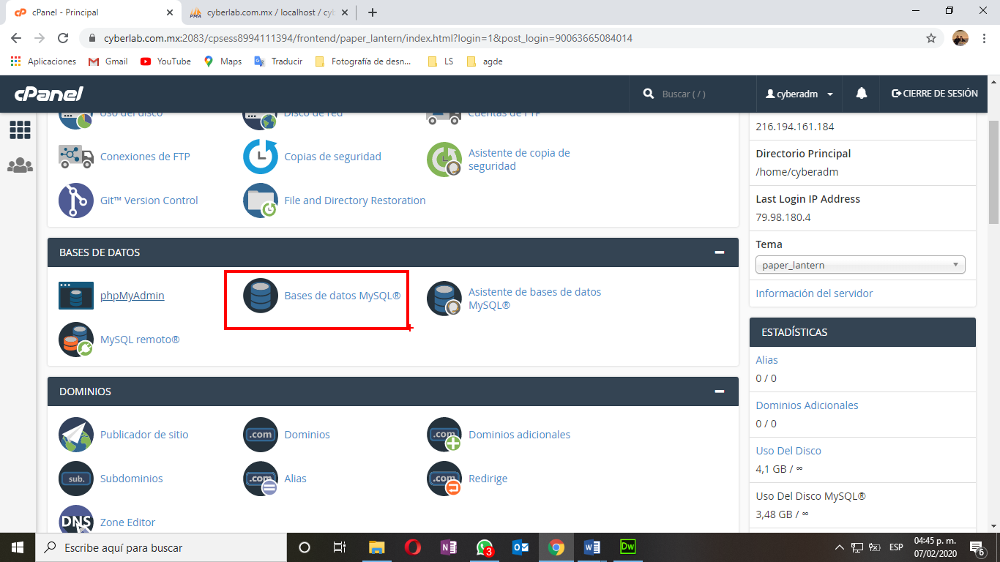 cPanel - Principal
cyberlab.com.mx / localhost / cyb
cyberlab.com.mx:2083/cpsess8994111394/frontend/paper_lantern/index.html?login=1&post_login=90063665084014
Aplicaciones
Gmail
YouTube
Maps
Traducir
Fotografía de desn...
LS
agde
cPanel
Buscar ( / )
cyberadm
CIERRE DE SESIÓN
Uso del disco
Disco de red
Cuentas de FTP
Conexiones de FTP
Copias de seguridad
Asistente de copia de
seguridad
Git™ Version Control
File and Directory Restoration
BASES DE DATOS
phpMyAdmin
Bases de datos MySQL®
Asistente de bases de datos
MySQL®
MySQL remoto®
DOMINIOS
Publicador de sitio
.com
Dominios
.com
Dominios adicionales
sub.
Subdominios
.com
Alias
.com
Redirige
DNS
Zone Editor
216.194.161.184
Directorio Principal
/home/cyberadm
Last Login IP Address
79.98.180.4
Tema
paper_lantern
Información del servidor
ESTADÍSTICAS
Alias
0 / 0
Dominios Adicionales
0 / 0
Uso Del Disco
4,1 GB / ∞
Uso Del Disco MySQL®
3,48 GB / ∞
Escribe aquí para buscar
3
Dw
ESP
04:45 p. m.
07/02/2020
6